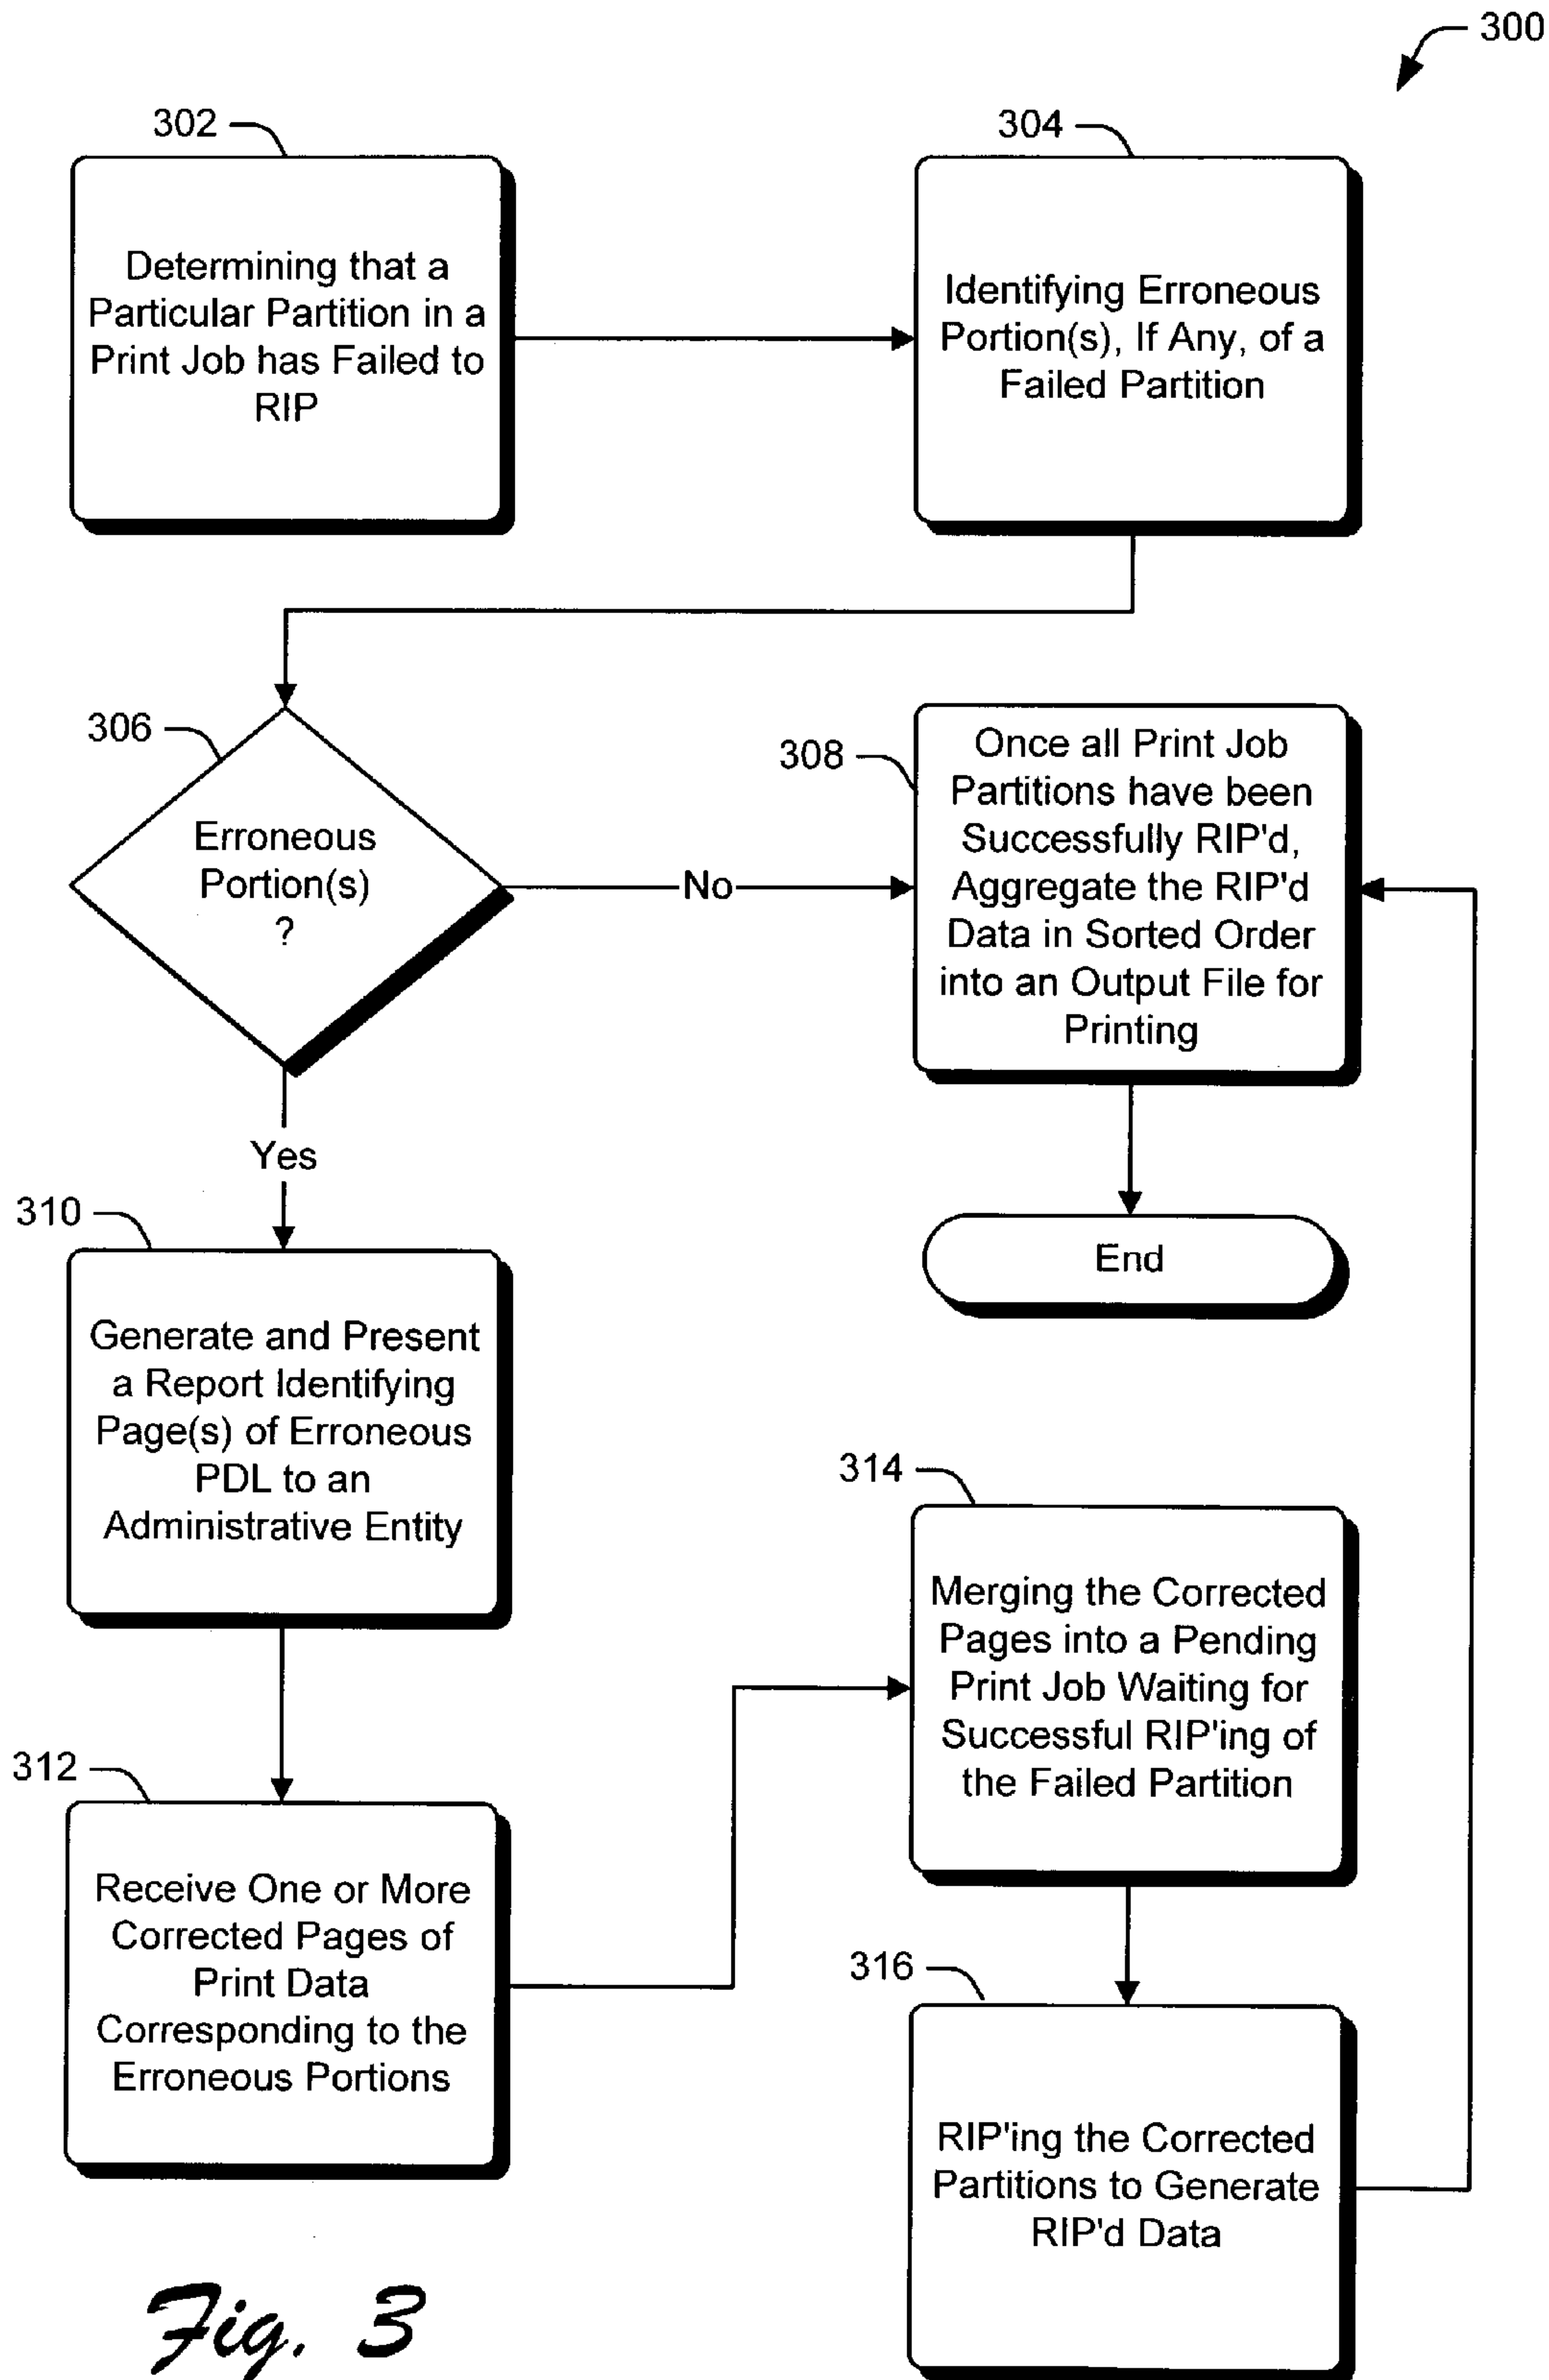 300
302
Determining that a
Particular Partition in a
Print Job has Failed to
RIP
304
Identifying Erroneous
Portion(s), If Any, of a
Failed Partition
306
Erroneous
Portion(s)
?
No
308
Once all Print Job
Partitions have been
Successfully RIP'd,
Aggregate the RIP'd
Data in Sorted Order
into an Output File for
Printing
Yes
End
310
Generate and Present
a Report Identifying
Page(s) of Erroneous
PDL to an
Administrative Entity
312
Receive One or More
Corrected Pages of
Print Data
Corresponding to the
Erroneous Portions
314
Merging the Corrected
Pages into a Pending
Print Job Waiting for
Successful RIP'ing of
the Failed Partition
316
RIP'ing the Corrected
Partitions to Generate
RIP'd Data
Fig. 3